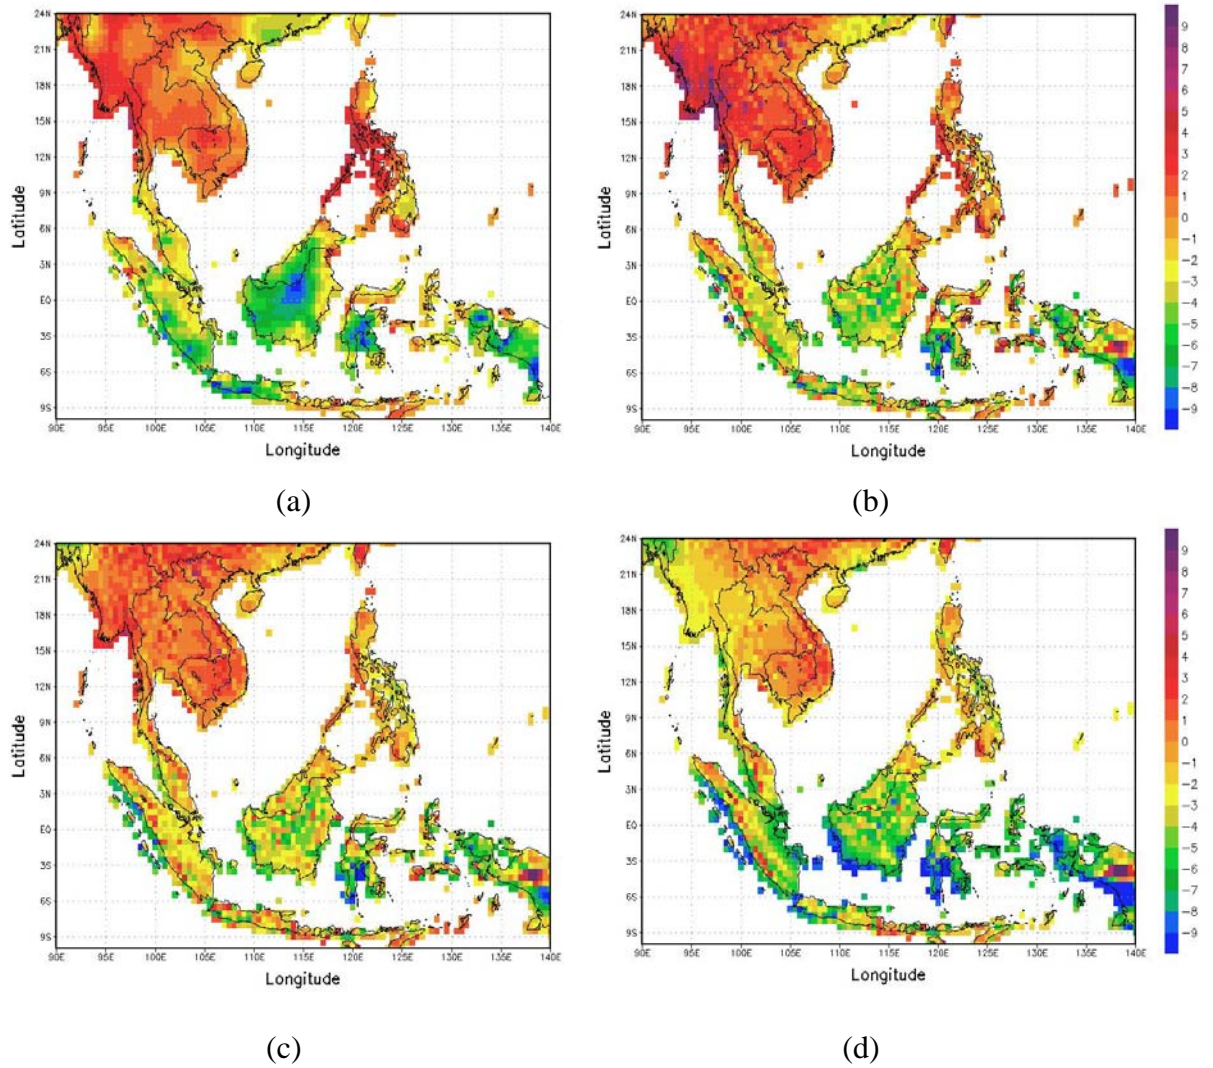 24N
21N
18N
15N
12N
9N
6N
3N
EQ
3S
6S
9S
Latitude
90E 95E 100E 105E 110E 115E 120E 125E 130E 135E 140E
Longitude
(a)
24N
21N
18N
15N
12N
9N
6N
3N
EQ
3S
6S
9S
Latitude
90E 95E 100E 105E 110E 115E 120E 125E 130E 135E 140E
Longitude
(b)
9
8
7
6
5
4
3
2
1
0
−1
−2
−3
−4
−5
−6
−7
−8
−9
24N
21N
18N
15N
12N
9N
6N
3N
EQ
3S
6S
9S
Latitude
90E 95E 100E 105E 110E 115E 120E 125E 130E 135E 140E
Longitude
(c)
24N
21N
18N
15N
12N
9N
6N
3N
EQ
3S
6S
9S
Latitude
90E 95E 100E 105E 110E 115E 120E 125E 130E 135E 140E
Longitude
(d)
9
8
7
6
5
4
3
2
1
0
−1
−2
−3
−4
−5
−6
−7
−8
−9